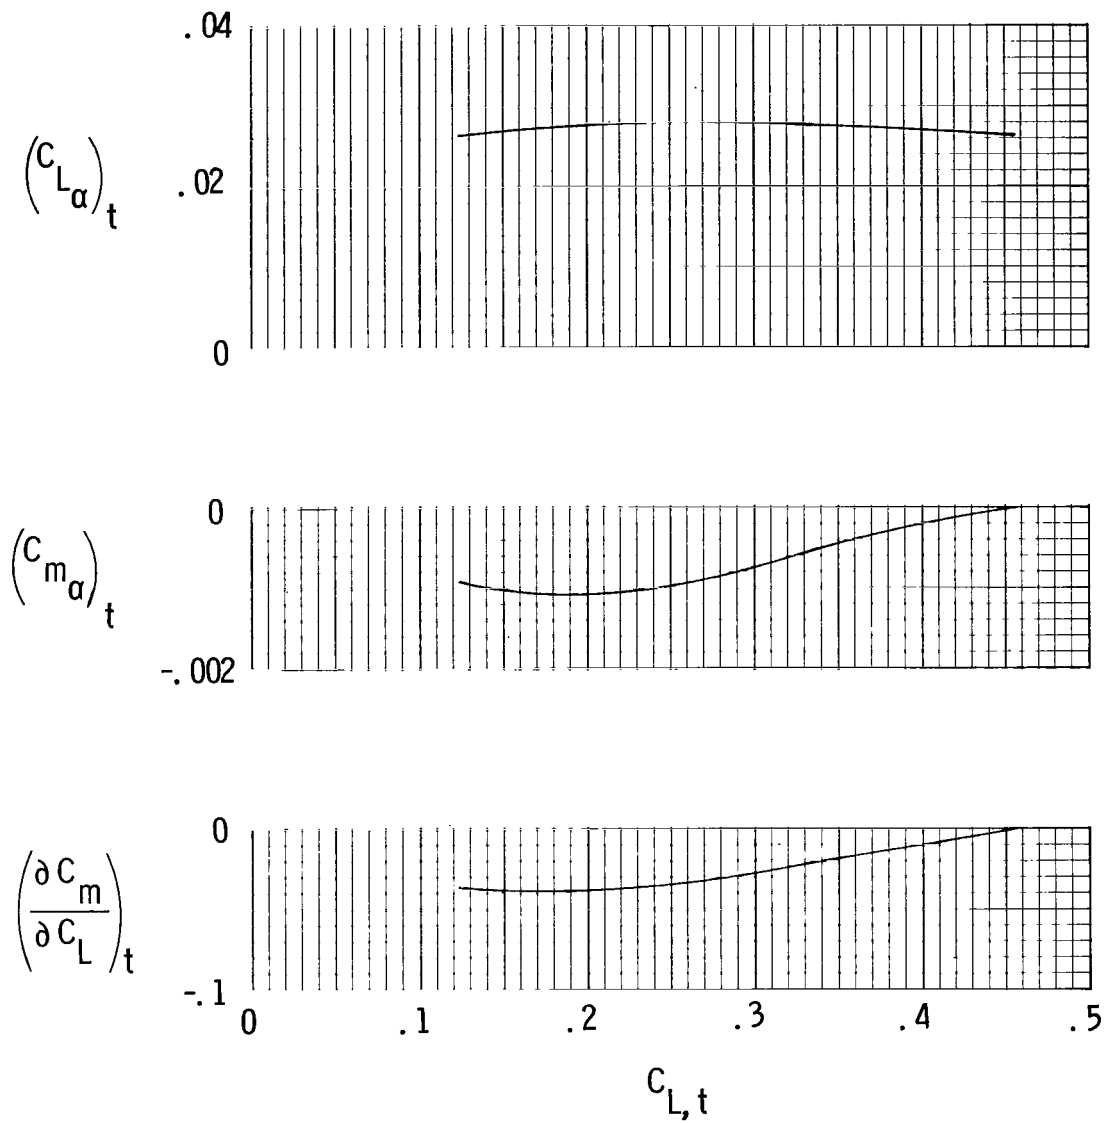 .04
(C_Lα)_t
.02
0
0
(C_mα)_t
-.002
0
(∂C_m/∂C_L)_t
-.1
0 .1 .2 .3 .4 .5
C_L,t